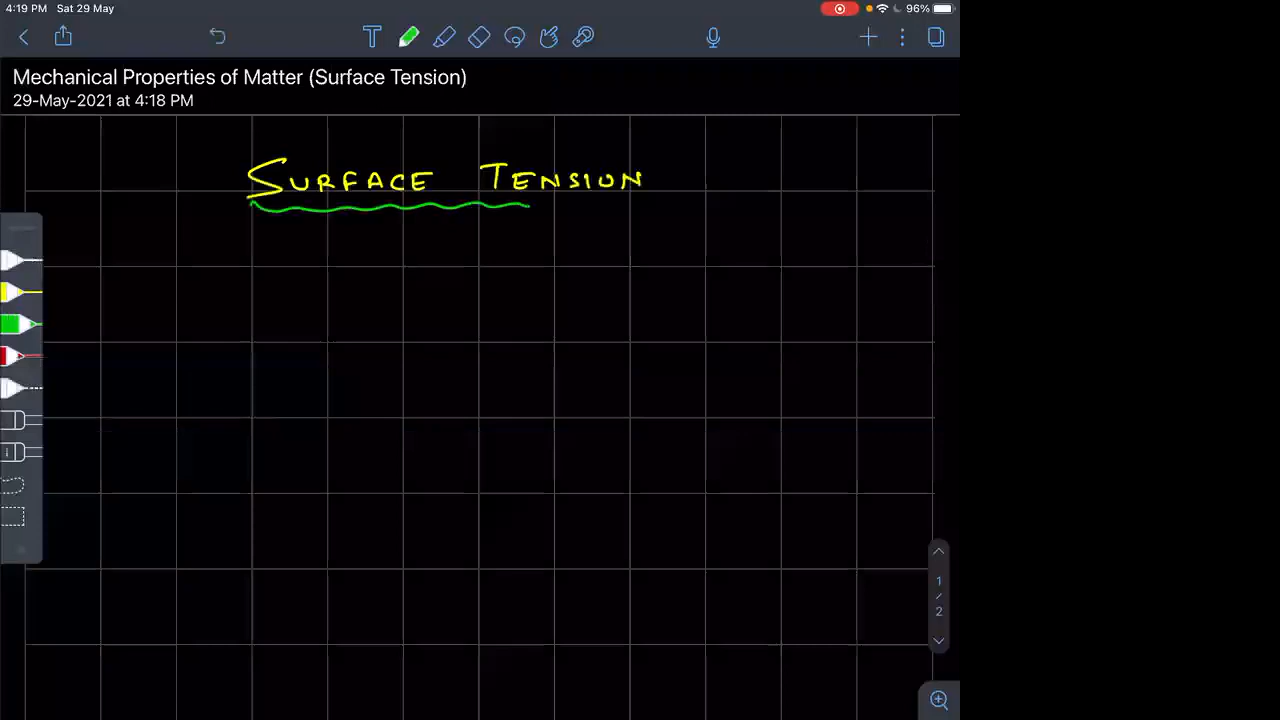 4:19 PM Sat 29 May 96%
T
Mechanical Properties of Matter (Surface Tension)
29-May-2021 at 4:18 PM
SURFACE TENSION
1
/
2